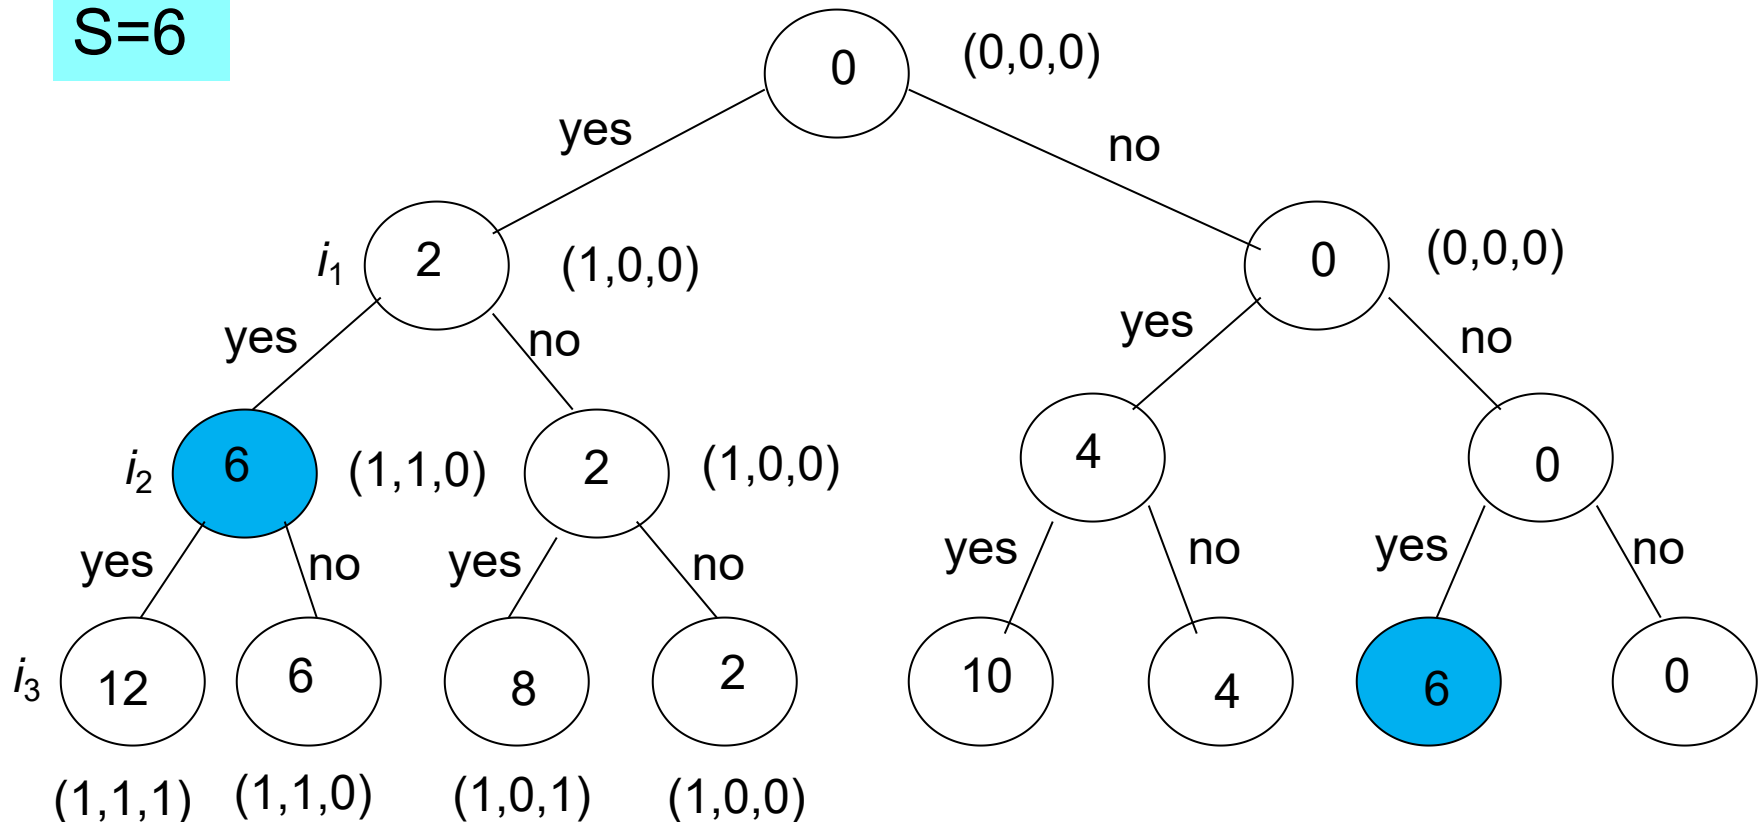 S=6
0 (0,0,0)
yes no
i1 2 (1,0,0) 0 (0,0,0)
yes no yes no
i2 6 (1,1,0) 2 (1,0,0) 4 0
yes no yes no yes no yes no
i3 12 6 8 2 10 4 6 0
(1,1,1) (1,1,0) (1,0,1) (1,0,0)